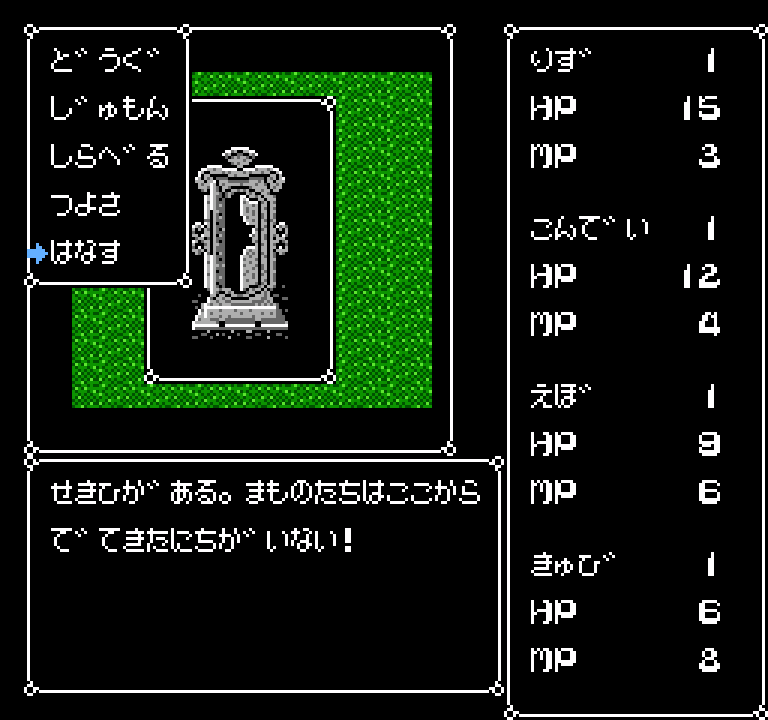 どうぐ
じゅもん
しらべる
つよさ
はなす
せきひが ある。まものたちはここから
でてきたにちがいない!
りず 1
HP 15
MP 3
こんでい 1
HP 12
MP 4
えぼ 1
HP 9
MP 6
きゅび 1
HP 6
MP 8